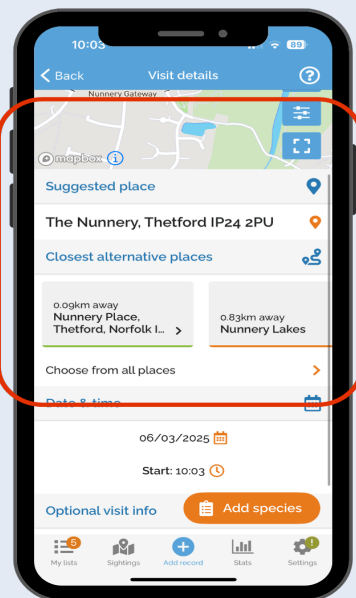 10:03
89
Back
Visit details
?
Nunnery Gateway
mapbox i
Suggested place
The Nunnery, Thetford IP24 2PU
Closest alternative places
0.09km away
Nunnery Place,
Thetford, Norfolk I... >
0.83km away
Nunnery Lakes
Choose from all places >
Date & time
06/03/2025
Start: 10:03
Optional visit info
Add species
5
!
My lists
Sightings
Add record
Stats
Settings